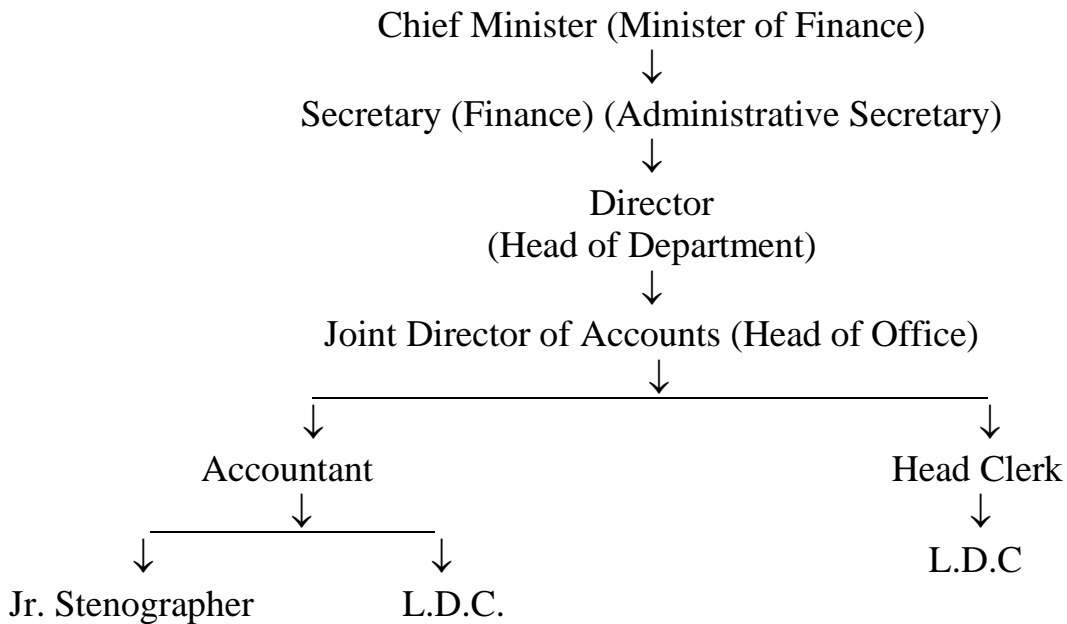 Chief Minister (Minister of Finance)
Secretary (Finance) (Administrative Secretary)
Director
(Head of Department)
Joint Director of Accounts (Head of Office)
Accountant
Head Clerk
L.D.C
Jr. Stenographer
L.D.C.